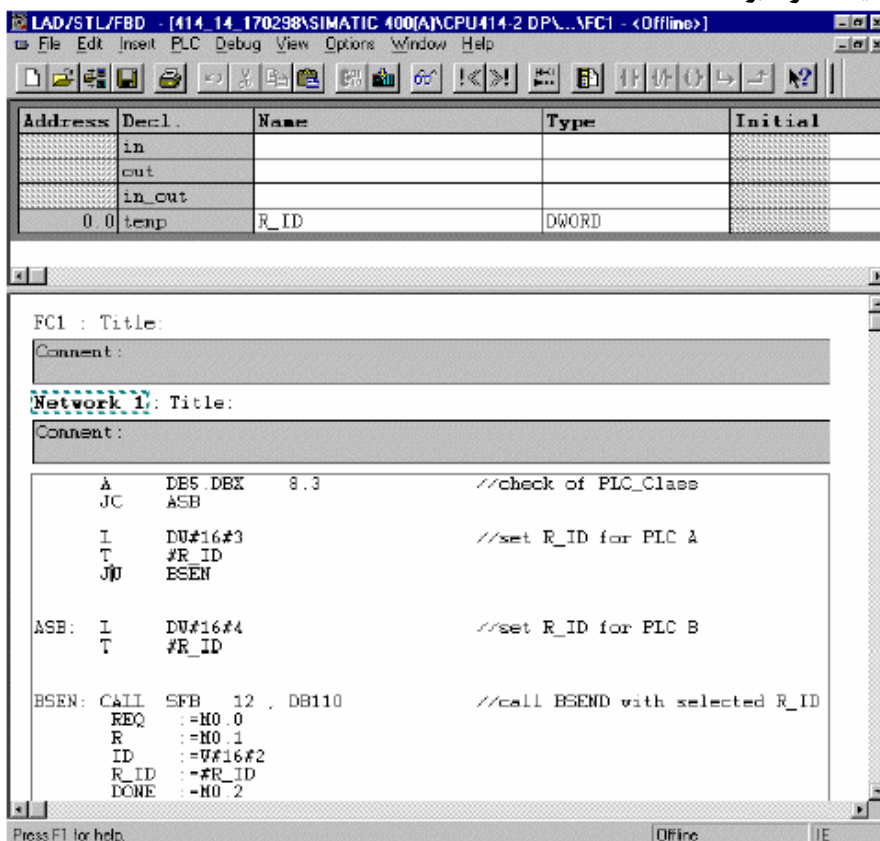 LAD/STL/FBD - [414_14_170298\SIMATIC 400[A]\CPU414-2 DP\...\FC1 - <Offline>]
File Edit Insert PLC Debug View Options Window Help
Address Decl. Name Type Initial
in
out
in_out
0.0 temp R_ID DWORD
FC1 : Title:
Comment:
Network 1: Title:
Comment:
A DB5.DBX 8.3 //check of PLC_Class
JC ASB
L DW#16#3 //set R_ID for PLC A
T #R_ID
JU BSEN
ASB: L DW#16#4 //set R_ID for PLC B
T #R_ID
BSEN: CALL SFB 12 , DB110 //call BSEND with selected R_ID
REQ :=M0.0
R :=M0.1
ID :=W#16#2
R_ID :=#R_ID
DONE :=M0.2
Press F1 for help. Offline IE